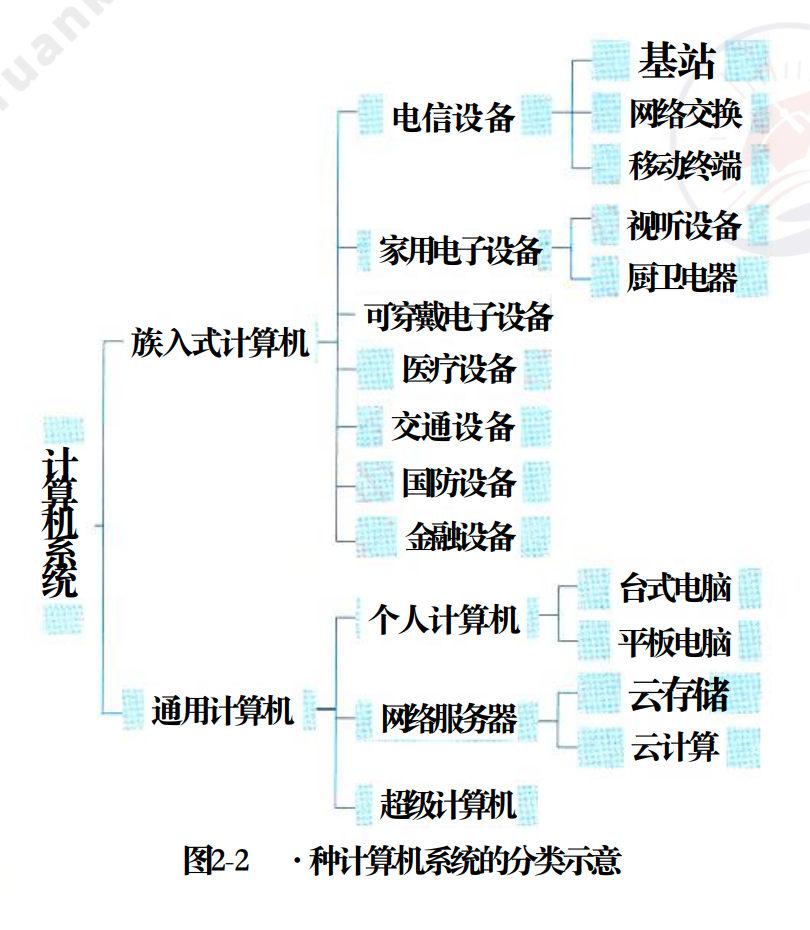 计算机系统
族入式计算机
电信设备
基站
网络交换
移动终端
家用电子设备
视听设备
厨卫电器
可穿戴电子设备
医疗设备
交通设备
国防设备
金融设备
通用计算机
个人计算机
台式电脑
平板电脑
网络服务器
云存储
云计算
超级计算机
图2-2 ·种计算机系统的分类示意